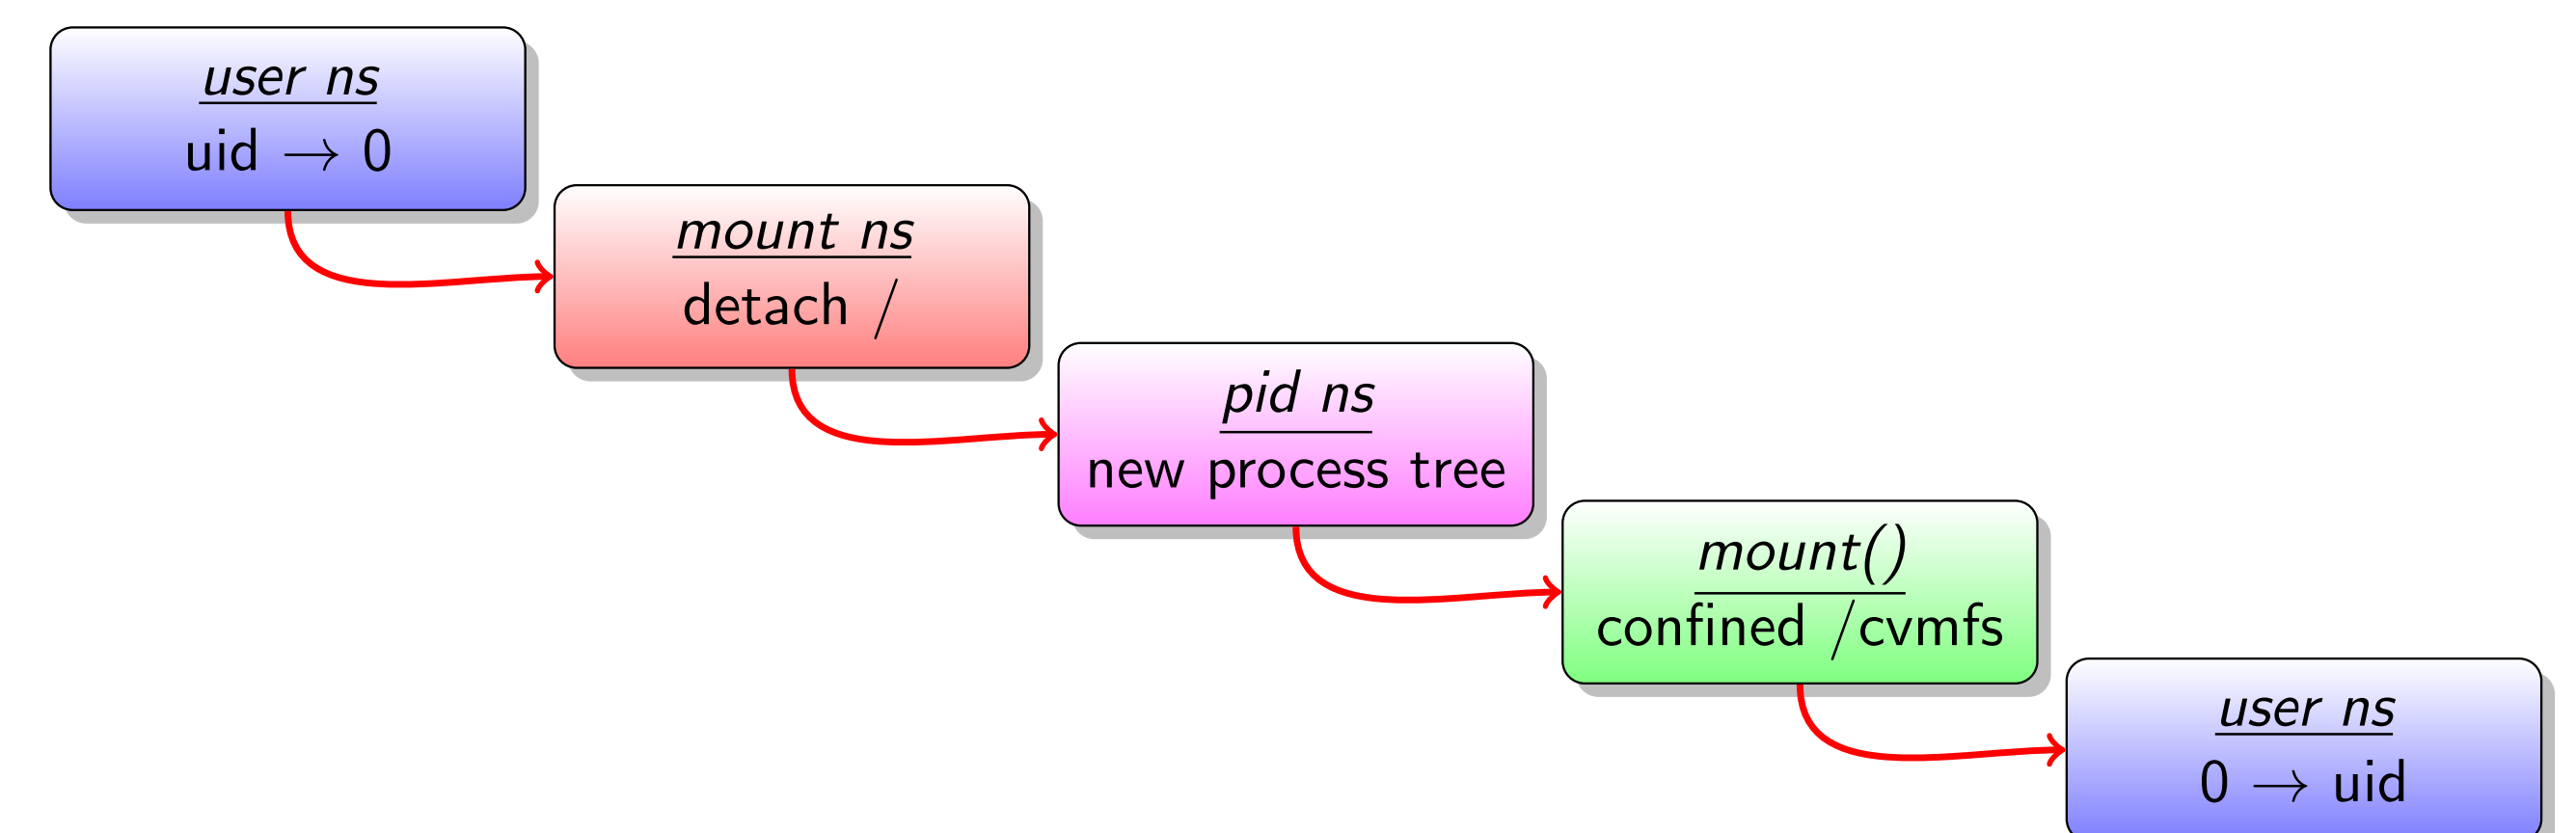 user ns
uid → 0
mount ns
detach /
pid ns
new process tree
mount()
confined /cvmfs
user ns
0 → uid